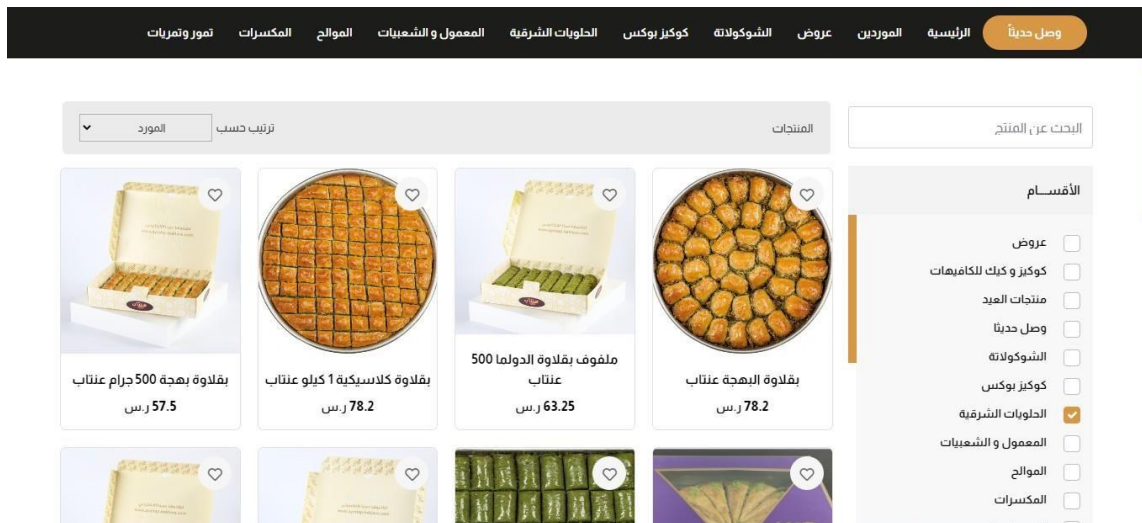 وصل حديثاً
الرئيسية
الموردين
عروض
الشوكولاتة
كوكيز بوكس
الحلويات الشرقية
المعمول و الشعبيات
الموالح
المكسرات
تمور وتمريات
البحث عن المنتج
المنتجات
ترتيب حسب
المورد
الأقســـام
عروض
كوكيز و كيك للكافيهات
منتجات العيد
وصل حديثا
الشوكولاتة
كوكيز بوكس
الحلويات الشرقية
المعمول و الشعبيات
الموالح
المكسرات
بقلاوة البهجة عنتاب
78.2 ر.س
ملفوف بقلاوة الدولما 500
عنتاب
63.25 ر.س
بقلاوة كلاسيكية 1 كيلو عنتاب
78.2 ر.س
بقلاوة بهجة 500 جرام عنتاب
57.5 ر.س